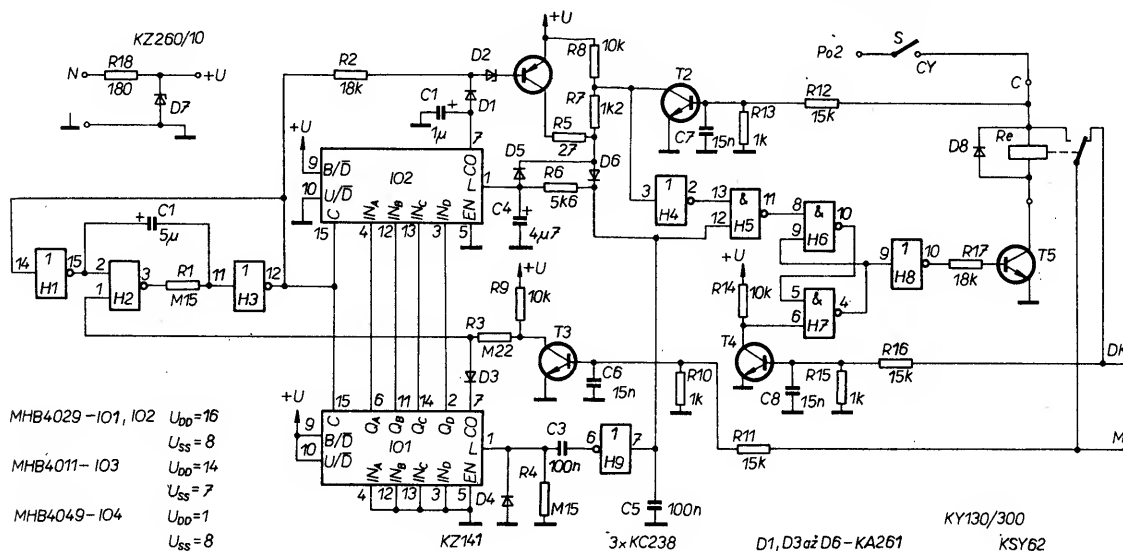 KZ260/10
N
R18
180
+U
D7
R2
18k
D2
+U
R8
10k
C1
1µ
D1
R7
1k2
R5
27
T2
C7
15n
R13
1k
R12
15k
Po2
S
CY
C
D8
Re
+U
9 B/D̅
10 U/D̅
C
15
IO2
7
CO
1
IN_A
IN_B
IN_C
IN_D
EN
4
12
13
3
5
D5
R6
5k6
D6
C4
4µ7
C1
5µ
14
1
H1
15
2
1
H2
3
R1
M15
11
1
H3
12
3
1
H4
2
13
12
&
H5
11
8
9
&
H6
10
5
6
&
H7
4
9
1
H8
10
R17
18k
T5
+U
R9
10k
R3
M22
D3
T3
C6
15n
R10
1k
+U
R14
10k
T4
C8
15n
R15
1k
R16
15k
DK
R11
15k
M
+U
9 B/D̅
10 U/D̅
15
C
6
Q_A
11
Q_B
14
Q_C
2
Q_D
7
CO
IO1
1
IN_A
IN_B
IN_C
IN_D
EN
4
12
13
3
5
D4
R4
M15
C3
100n
6
1
H9
7
C5
100n
MHB4029-IO1, IO2 U_DD=16
U_SS=8
MHB4011-IO3 U_DD=14
U_SS=7
MHB4049-IO4 U_DD=1
U_SS=8
KZ141
3×KC238
D1, D3 až D6-KA261
KY130/300
KSY62